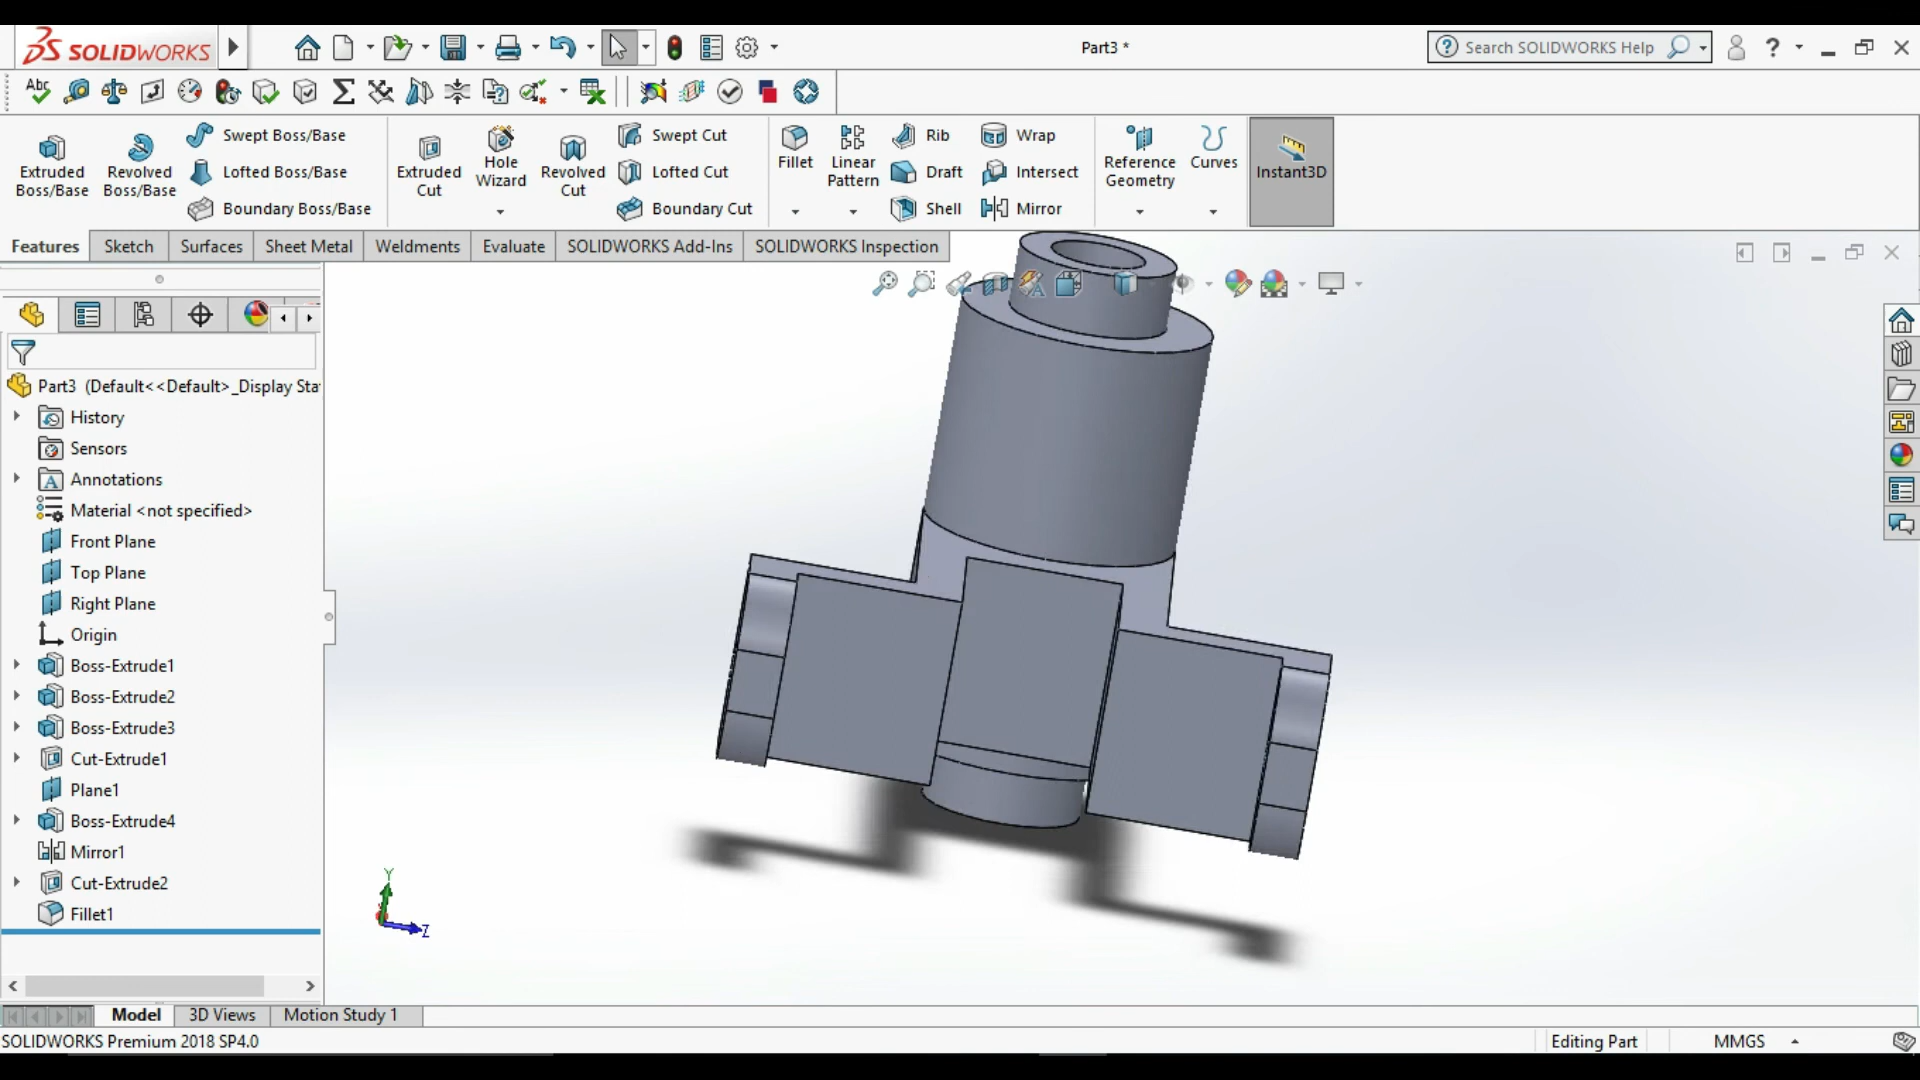 SOLIDWORKS
Part3 *
Search SOLIDWORKS Help
?
Abc
Extruded Boss/Base
Revolved Boss/Base
Swept Boss/Base
Lofted Boss/Base
Boundary Boss/Base
Extruded Cut
Hole Wizard
Revolved Cut
Swept Cut
Lofted Cut
Boundary Cut
Fillet
Linear Pattern
Rib
Draft
Shell
Wrap
Intersect
Mirror
Reference Geometry
Curves
Instant3D
Features
Sketch
Surfaces
Sheet Metal
Weldments
Evaluate
SOLIDWORKS Add-Ins
SOLIDWORKS Inspection
Part3 (Default<<Default>_Display Sta
History
Sensors
Annotations
Material <not specified>
Front Plane
Top Plane
Right Plane
Origin
Boss-Extrude1
Boss-Extrude2
Boss-Extrude3
Cut-Extrude1
Plane1
Boss-Extrude4
Mirror1
Cut-Extrude2
Fillet1
Y
Z
Model
3D Views
Motion Study 1
SOLIDWORKS Premium 2018 SP4.0
Editing Part
MMGS